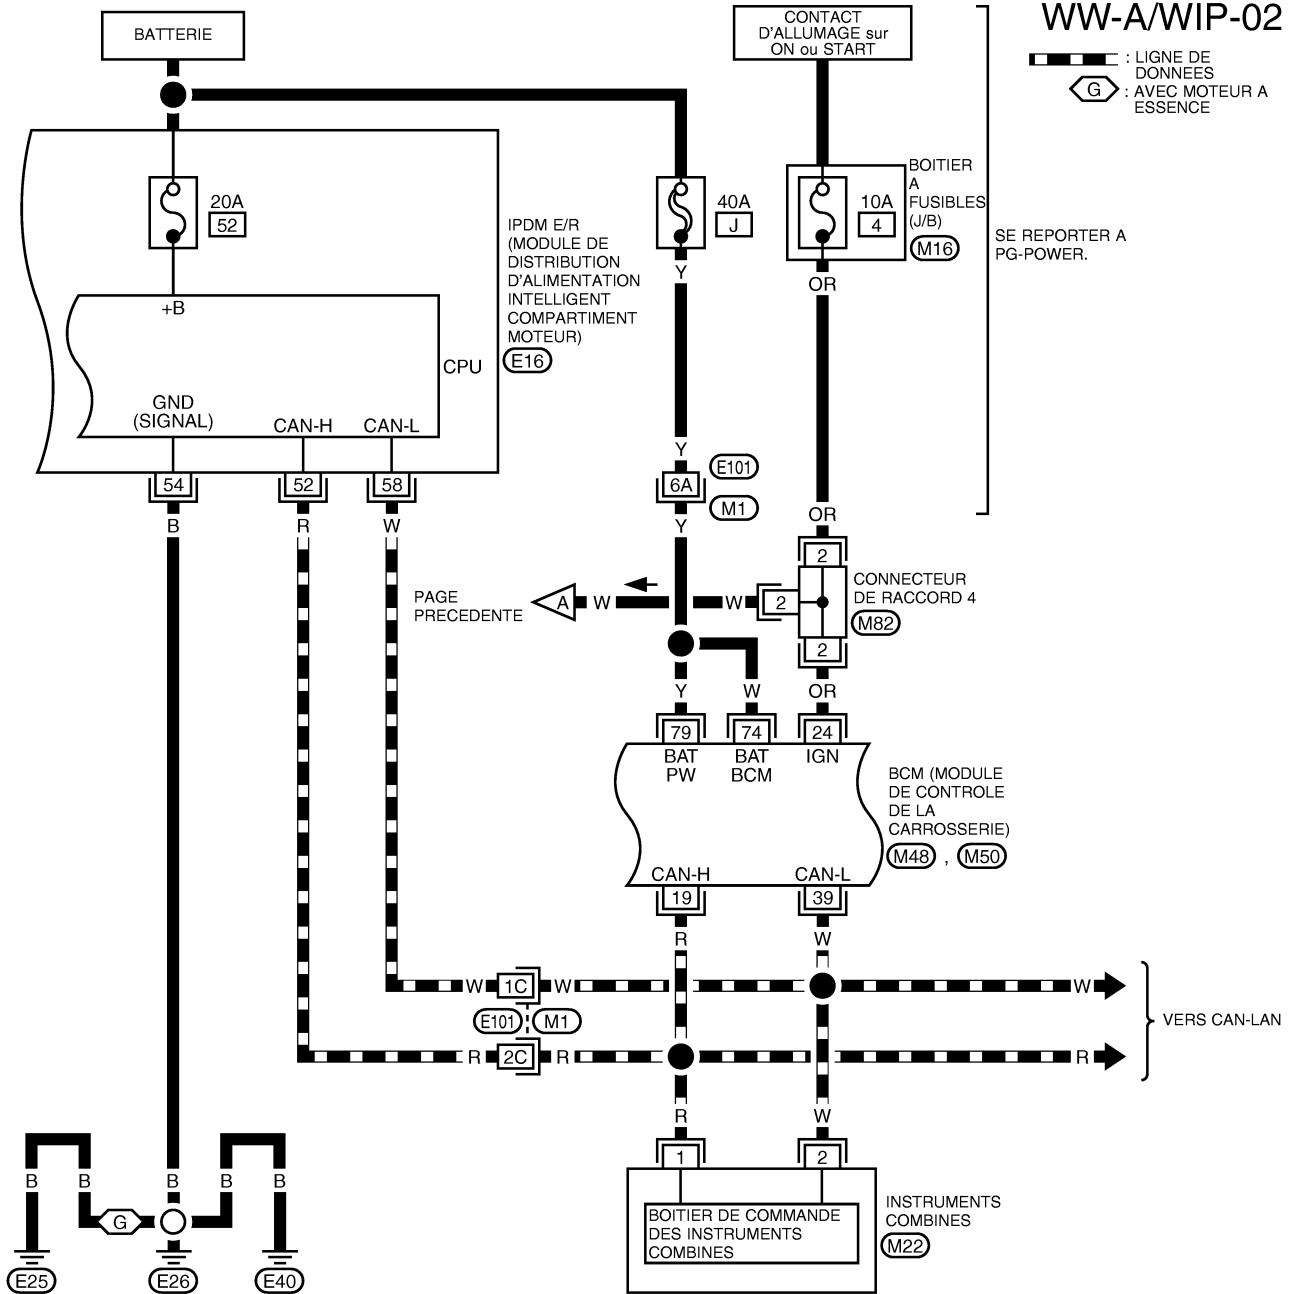 WW-A/WIP-02
: LIGNE DE
DONNEES
G
: AVEC MOTEUR A
ESSENCE
BATTERIE
CONTACT
D'ALLUMAGE sur
ON ou START
20A
52
40A
J
10A
4
BOITIER
A
FUSIBLES
(J/B)
M16
SE REPORTER A
PG-POWER.
IPDM E/R
(MODULE DE
DISTRIBUTION
D'ALIMENTATION
INTELLIGENT
COMPARTIMENT
MOTEUR)
E16
+B
CPU
GND
(SIGNAL)
CAN-H
CAN-L
54
52
58
B
R
W
Y
OR
Y
E101
6A
M1
Y
OR
2
PAGE
PRECEDENTE
A
W
W
2
CONNECTEUR
DE RACCORD 4
M82
2
Y
W
OR
79
74
24
BAT
PW
BAT
BCM
IGN
BCM (MODULE
DE CONTROLE
DE LA
CARROSSERIE)
M48 , M50
CAN-H
CAN-L
19
39
R
W
W
1C
W
W
E101
M1
VERS CAN-LAN
R
2C
R
R
R
W
1
2
BOITIER DE COMMANDE
DES INSTRUMENTS
COMBINES
INSTRUMENTS
COMBINES
M22
B
B
B
B
B
G
E25
E26
E40